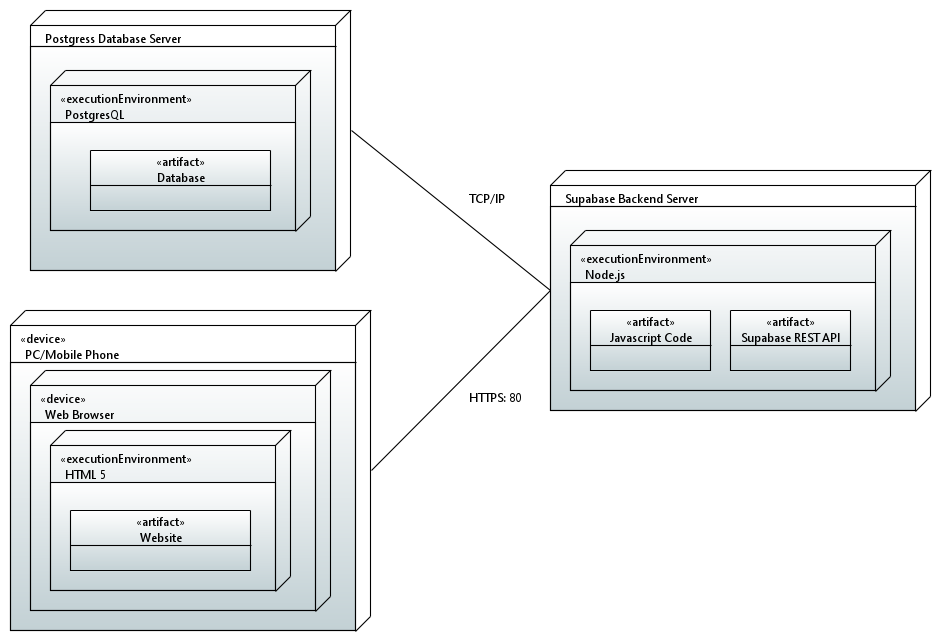 Postgress Database Server
«executionEnvironment»
PostgresQL
«artifact»
Database
TCP/IP
Supabase Backend Server
«executionEnvironment»
Node.js
«artifact»
Javascript Code
«artifact»
Supabase REST API
«device»
PC/Mobile Phone
«device»
Web Browser
«executionEnvironment»
HTML 5
«artifact»
Website
HTTPS: 80